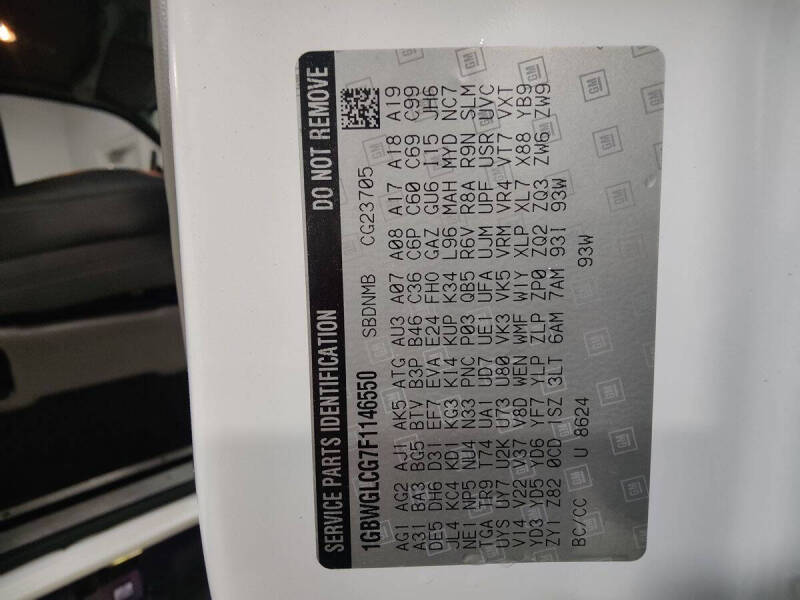 SERVICE PARTS IDENTIFICATION DO NOT REMOVE
1GBWGLCG7F1146550 SBDNMB CG23705
AG1 AG2 AJ1 AK5 ATG AU3 A07 A08 A17 A18 A19
A31 BA3 BG5 BTV B3P B46 C36 C6P C60 C69 C99
DE5 DH6 D31 EF7 EVA E24 FHO GAZ GU6 I15 JH6
JL4 KC4 KD1 KG3 K14 KUP K34 L96 MAH MYD NC7
NE1 NP5 NU4 N33 PNC P03 QB5 R6V R8A R9N SLM
TGA TR9 T74 UA1 UD7 UE1 UFA UJM UPF USR UVC
UYS UY7 U2K U73 U80 VK3 VK5 VRM VR4 VT7 VXT
V14 V22 V37 V8D WEN WMF WIY XLP XL7 X88 YB9
YD3 YD5 YD6 YF7 YLP ZLP ZP0 ZQ2 ZQ3 ZW6 ZW9
ZY1 Z82 0CD 1SZ 3LT 6AM 7AM 93I 93W
BC/CC U 8624 93W
GM